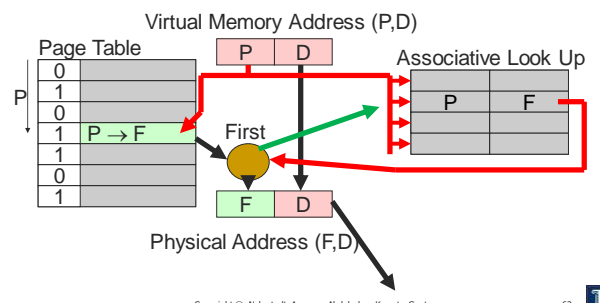 Virtual Memory Address (P,D)
Page Table
P D
Associative Look Up
P
0
1
0
1 P → F
1
0
1
First
P F
F D
Physical Address (F,D)